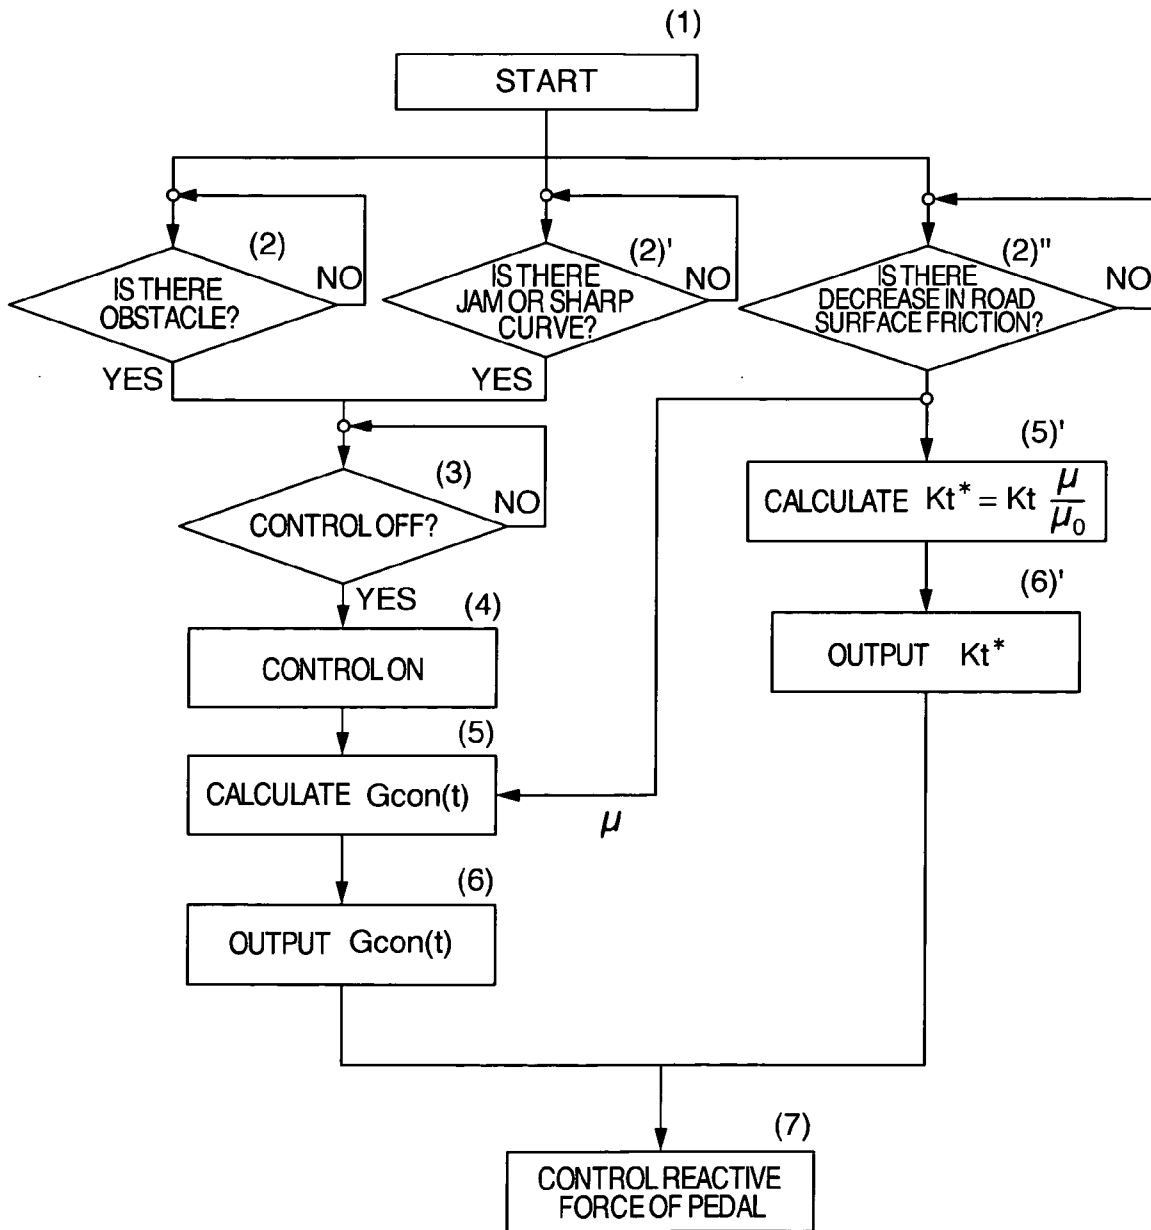 (1)
START
(2)
IS THERE
OBSTACLE?
NO
YES
(2)'
IS THERE
JAM OR SHARP
CURVE?
NO
YES
(2)"
IS THERE
DECREASE IN ROAD
SURFACE FRICTION?
NO
(3)
CONTROL OFF?
NO
YES
(4)
CONTROL ON
(5)
CALCULATE Gcon(t)
μ
(6)
OUTPUT Gcon(t)
(5)'
CALCULATE Kt* = Kt μ/μ0
(6)'
OUTPUT Kt*
(7)
CONTROL REACTIVE
FORCE OF PEDAL